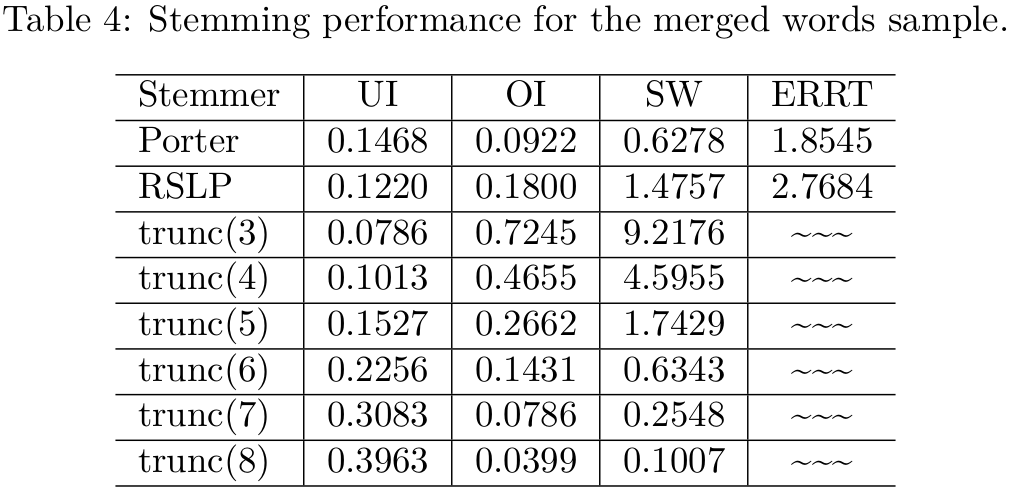 Table 4: Stemming performance for the merged words sample.
Stemmer UI OI SW ERRT
Porter 0.1468 0.0922 0.6278 1.8545
RSLP 0.1220 0.1800 1.4757 2.7684
trunc(3) 0.0786 0.7245 9.2176 ~~~
trunc(4) 0.1013 0.4655 4.5955 ~~~
trunc(5) 0.1527 0.2662 1.7429 ~~~
trunc(6) 0.2256 0.1431 0.6343 ~~~
trunc(7) 0.3083 0.0786 0.2548 ~~~
trunc(8) 0.3963 0.0399 0.1007 ~~~